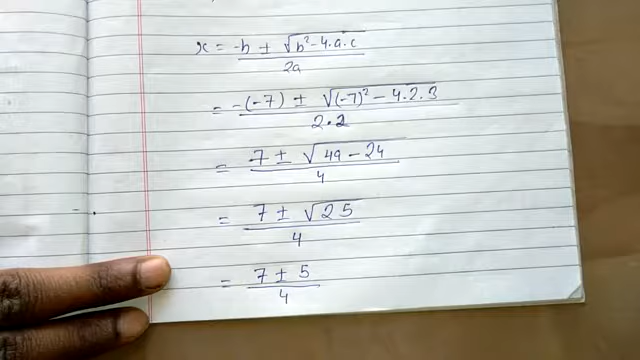 x = -b ± √b² - 4.a.c / 2a
= -(-7) ± √(-7)² - 4.2.3 / 2.2
= 7 ± √49 - 24 / 4
= 7 ± √25 / 4
= 7 ± 5 / 4